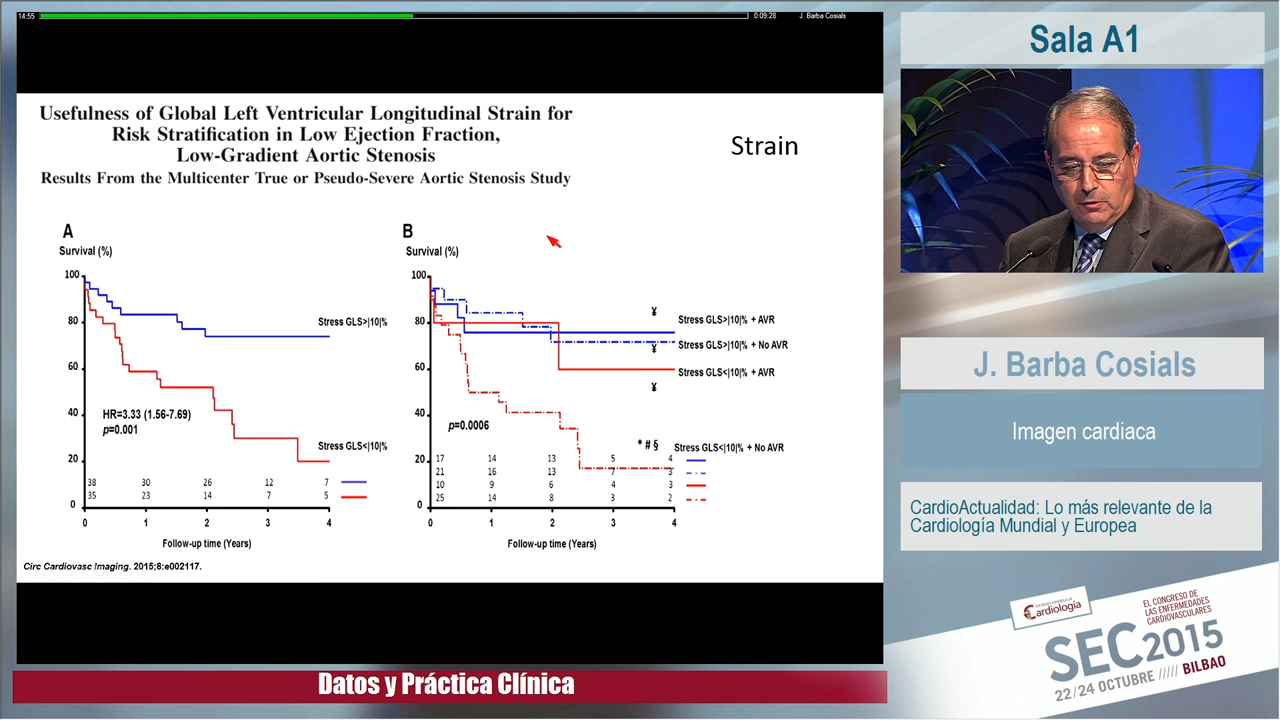 14:55
0:09:28
J. Barba Cosials
Usefulness of Global Left Ventricular Longitudinal Strain for
Risk Stratification in Low Ejection Fraction,
Low-Gradient Aortic Stenosis
Results From the Multicenter True or Pseudo-Severe Aortic Stenosis Study
Strain
A
Survival (%)
100
80
60
40
20
0
Stress GLS>|10|%
HR=3.33 (1.56-7.69)
p=0.001
Stress GLS<|10|%
38 30 26 12 7
35 23 14 7 5
0 1 2 3 4
Follow-up time (Years)
B
Survival (%)
100
80
60
40
20
0
¥
Stress GLS>|10|% + AVR
Stress GLS>|10|% + No AVR
¥
Stress GLS<|10|% + AVR
¥
p=0.0006
* # § Stress GLS<|10|% + No AVR
17 14 13 5 4
21 16 13 7 3
10 9 6 4 3
25 14 8 3 2
0 1 2 3 4
Follow-up time (Years)
Circ Cardiovasc Imaging. 2015;8:e002117.
Datos y Práctica Clínica
Sala A1
J. Barba Cosials
Imagen cardiaca
CardioActualidad: Lo más relevante de la
Cardiología Mundial y Europea
SOCIEDAD ESPAÑOLA DE
Cardiología
EL CONGRESO DE
LAS ENFERMEDADES
CARDIOVASCULARES
SEC2015
22/24 OCTUBRE ///// BILBAO